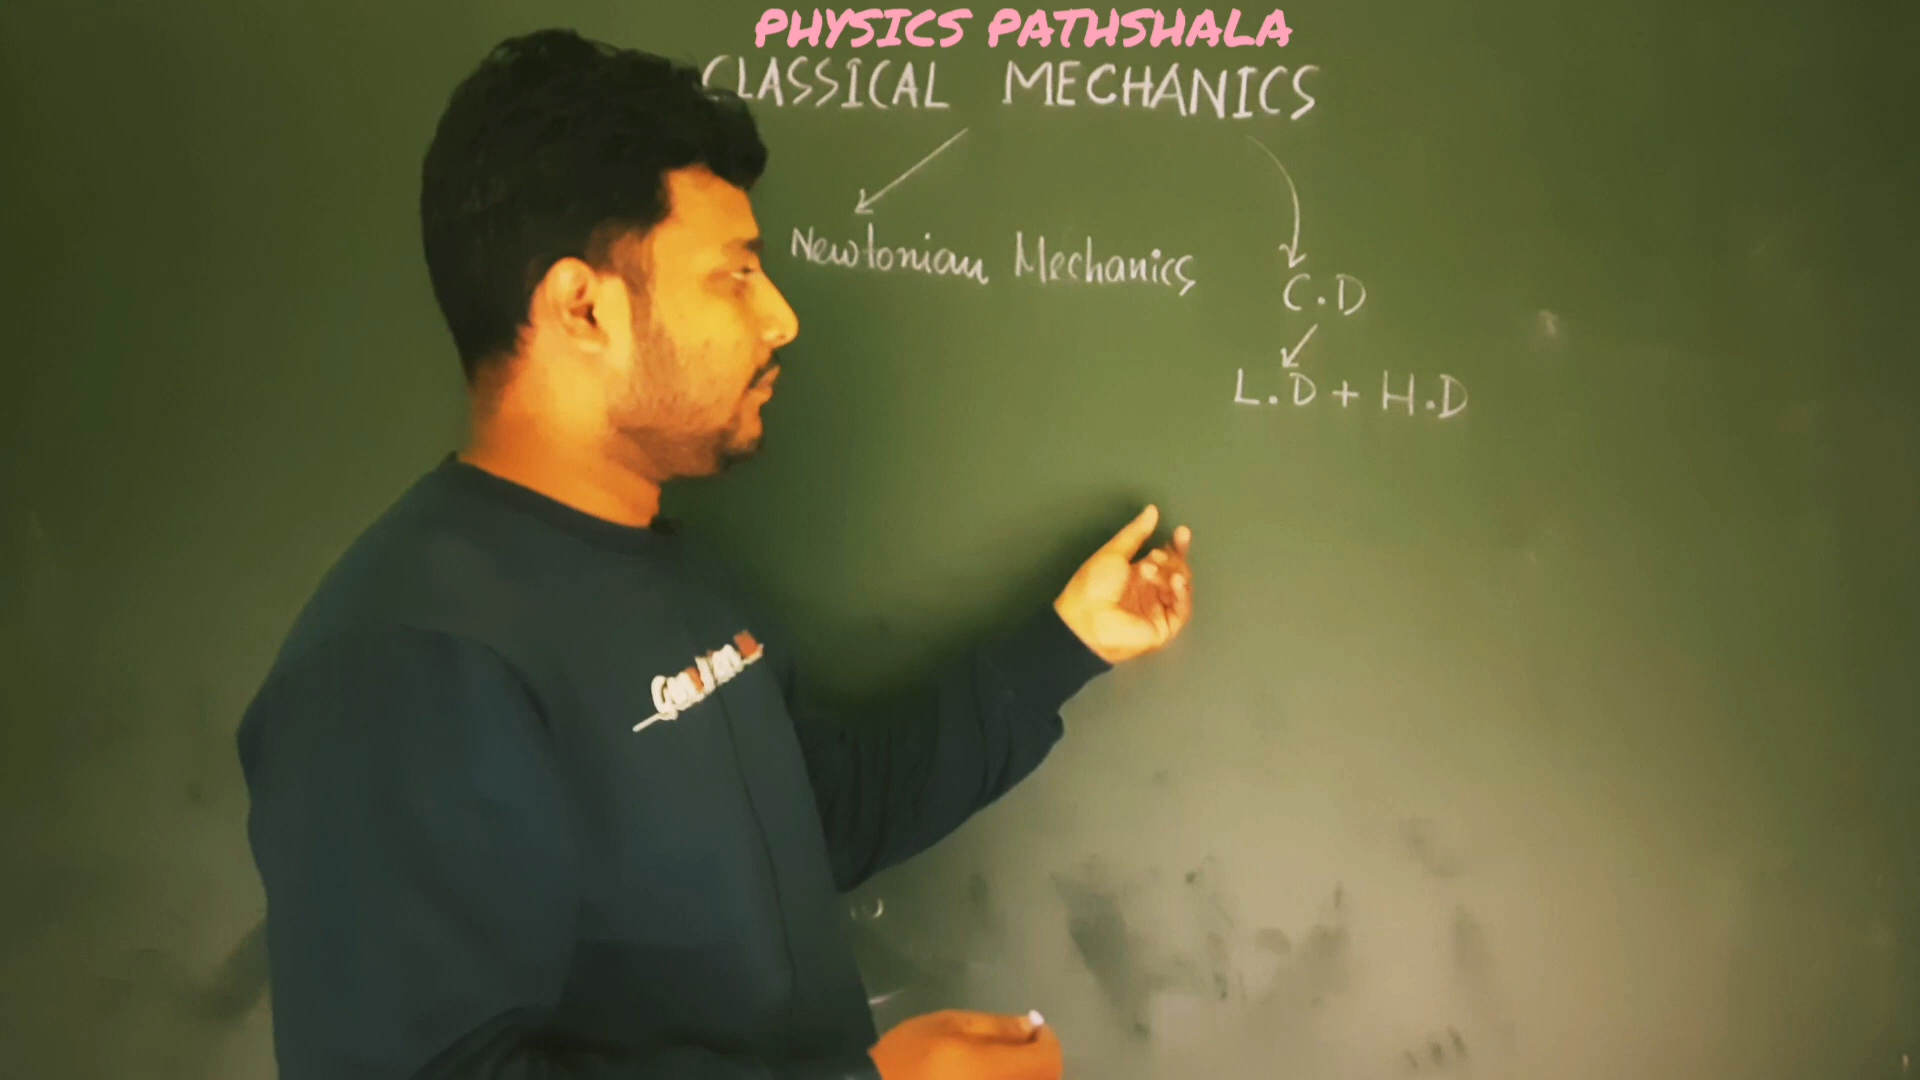 PHYSICS PATHSHALA
CLASSICAL MECHANICS
Newtonian Mechanics
C.D
L.D + H.D